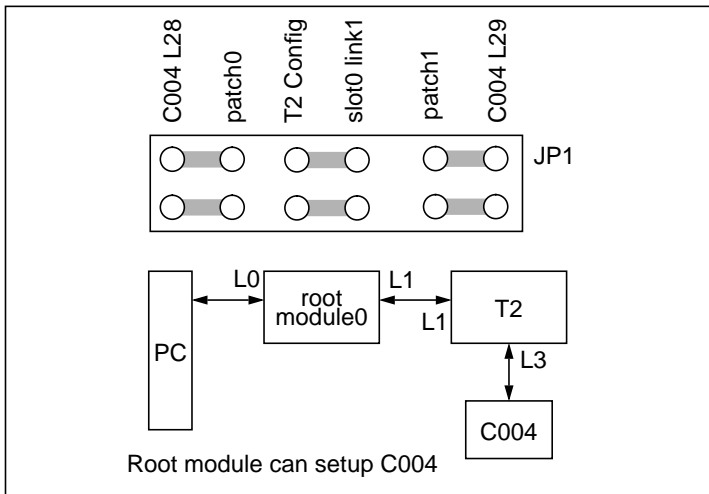 C004 L28
patch0
T2 Config
slot0 link1
patch1
C004 L29
JP1
L0
L1
root
module0
L1
T2
PC
L3
C004
Root module can setup C004